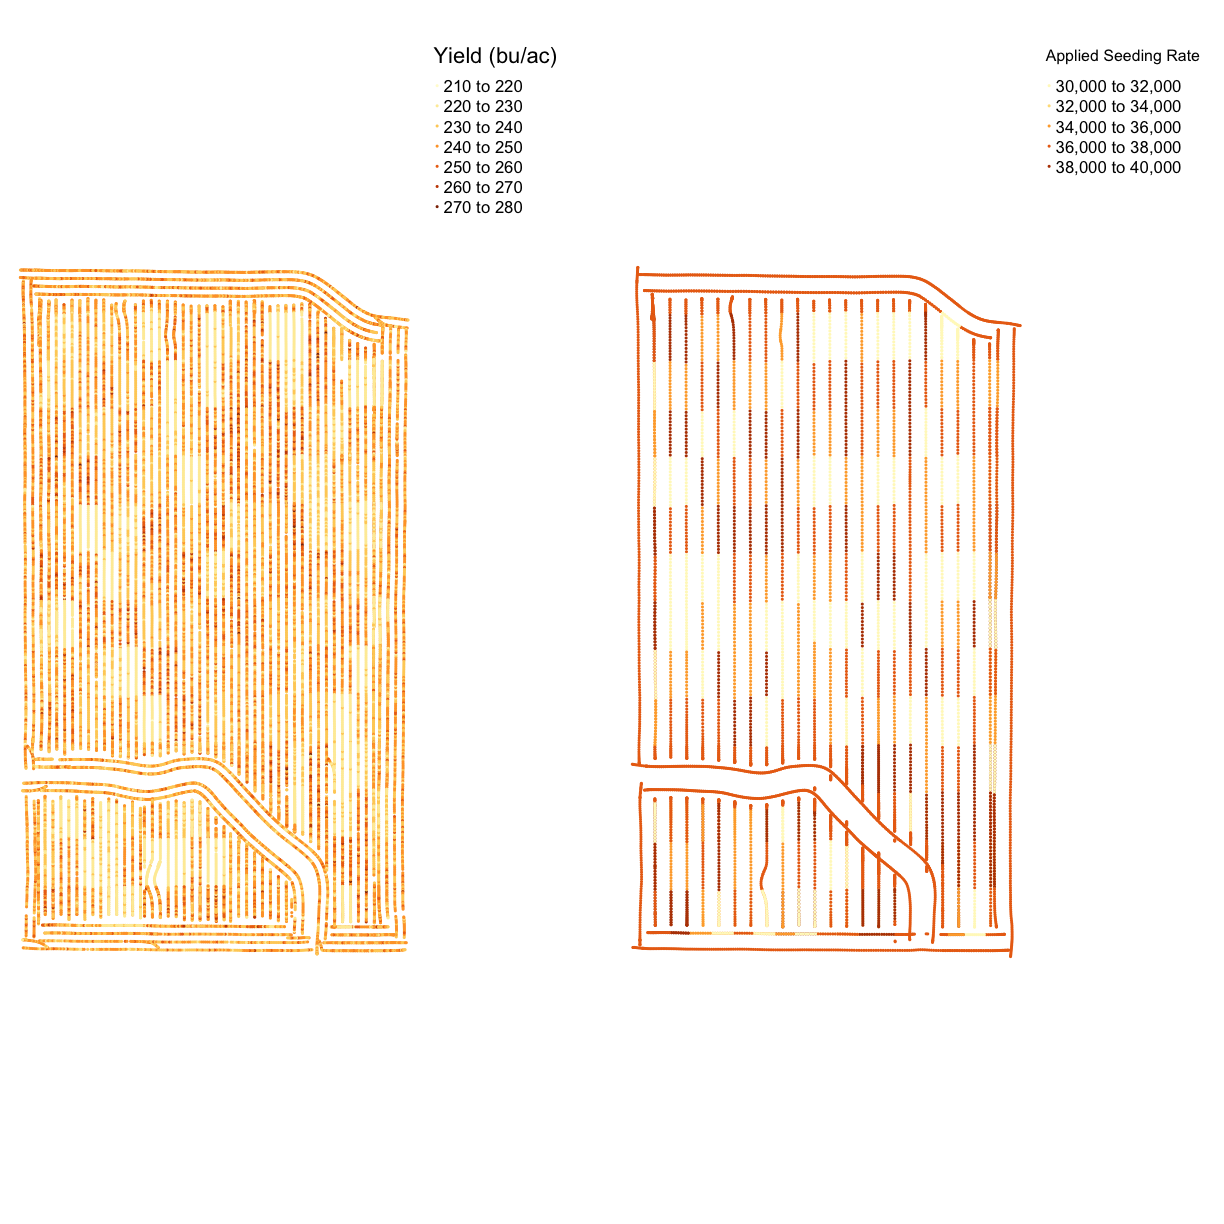 Yield (bu/ac)
210 to 220
220 to 230
230 to 240
240 to 250
250 to 260
260 to 270
270 to 280
Applied Seeding Rate
30,000 to 32,000
32,000 to 34,000
34,000 to 36,000
36,000 to 38,000
38,000 to 40,000